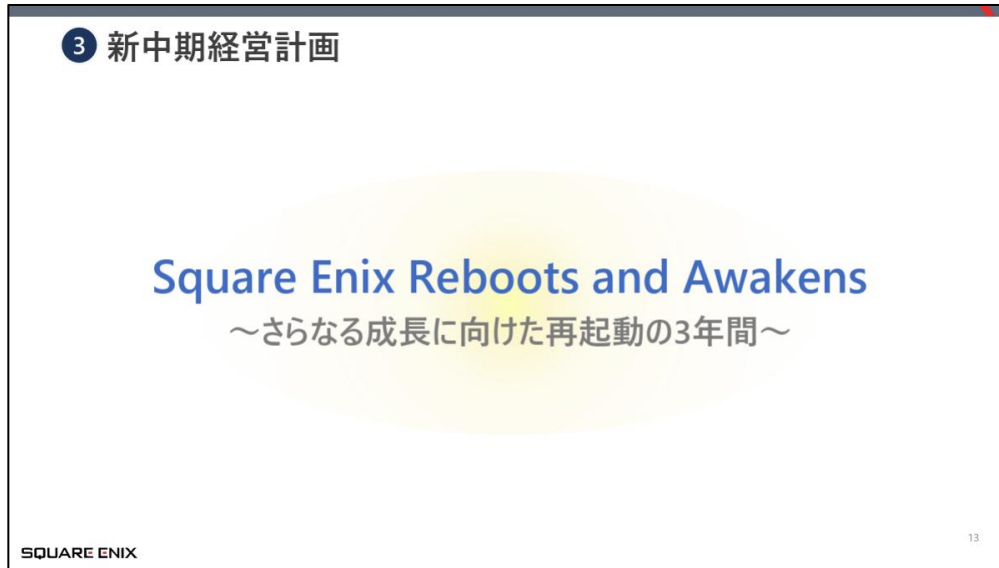 3 新中期経営計画
Square Enix Reboots and Awakens
～さらなる成長に向けた再起動の3年間～
13
SQUARE ENIX